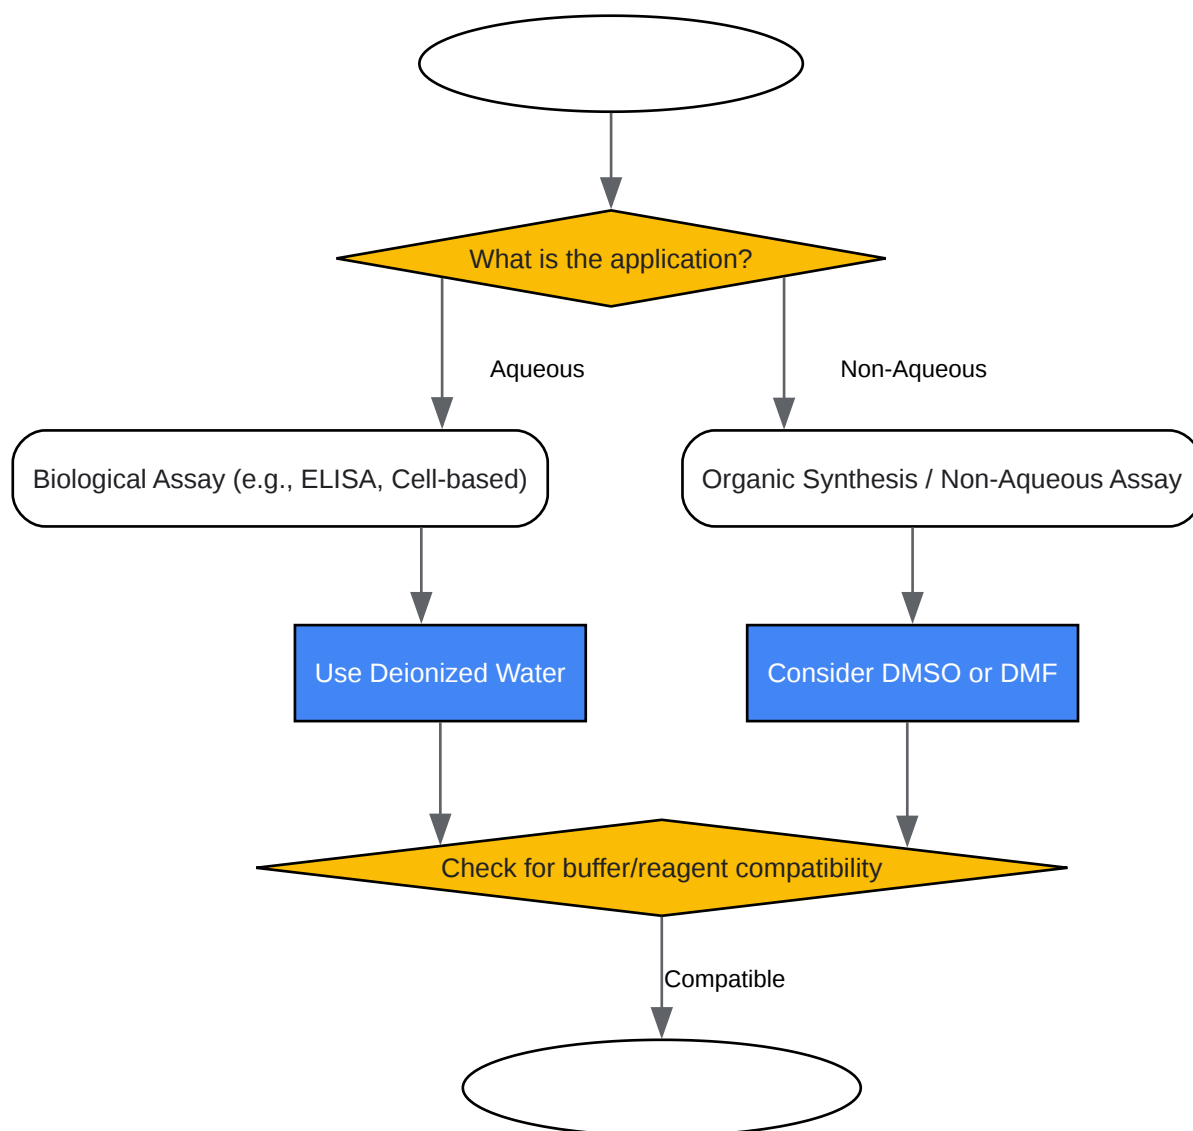 What is the application?
Aqueous
Non-Aqueous
Biological Assay (e.g., ELISA, Cell-based)
Organic Synthesis / Non-Aqueous Assay
Use Deionized Water
Consider DMSO or DMF
Check for buffer/reagent compatibility
Compatible